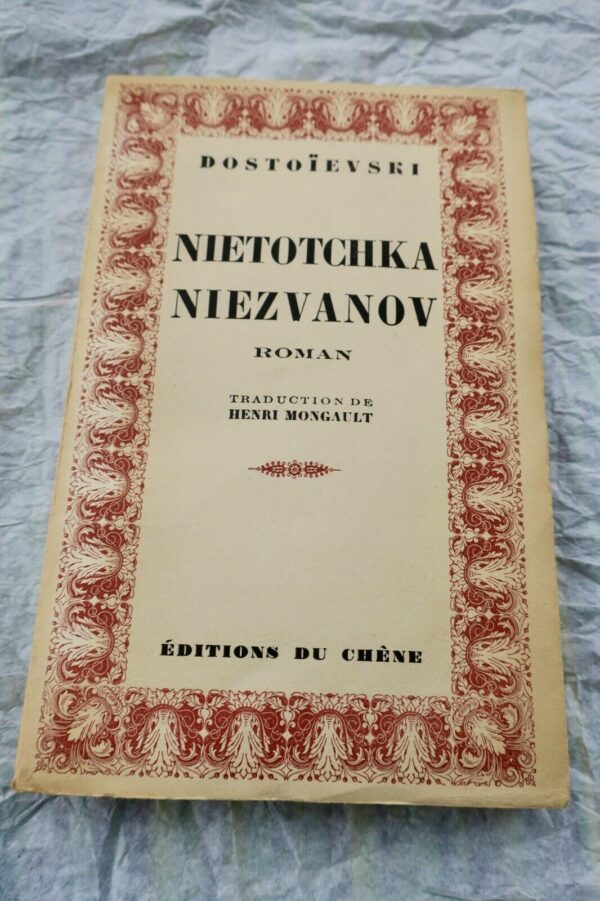 DOSTOÏEVSKI
NIETOTCHKA
NIEZVANOV
ROMAN
TRADUCTION DE
HENRI MONGAULT
ÉDITIONS DU CHÊNE